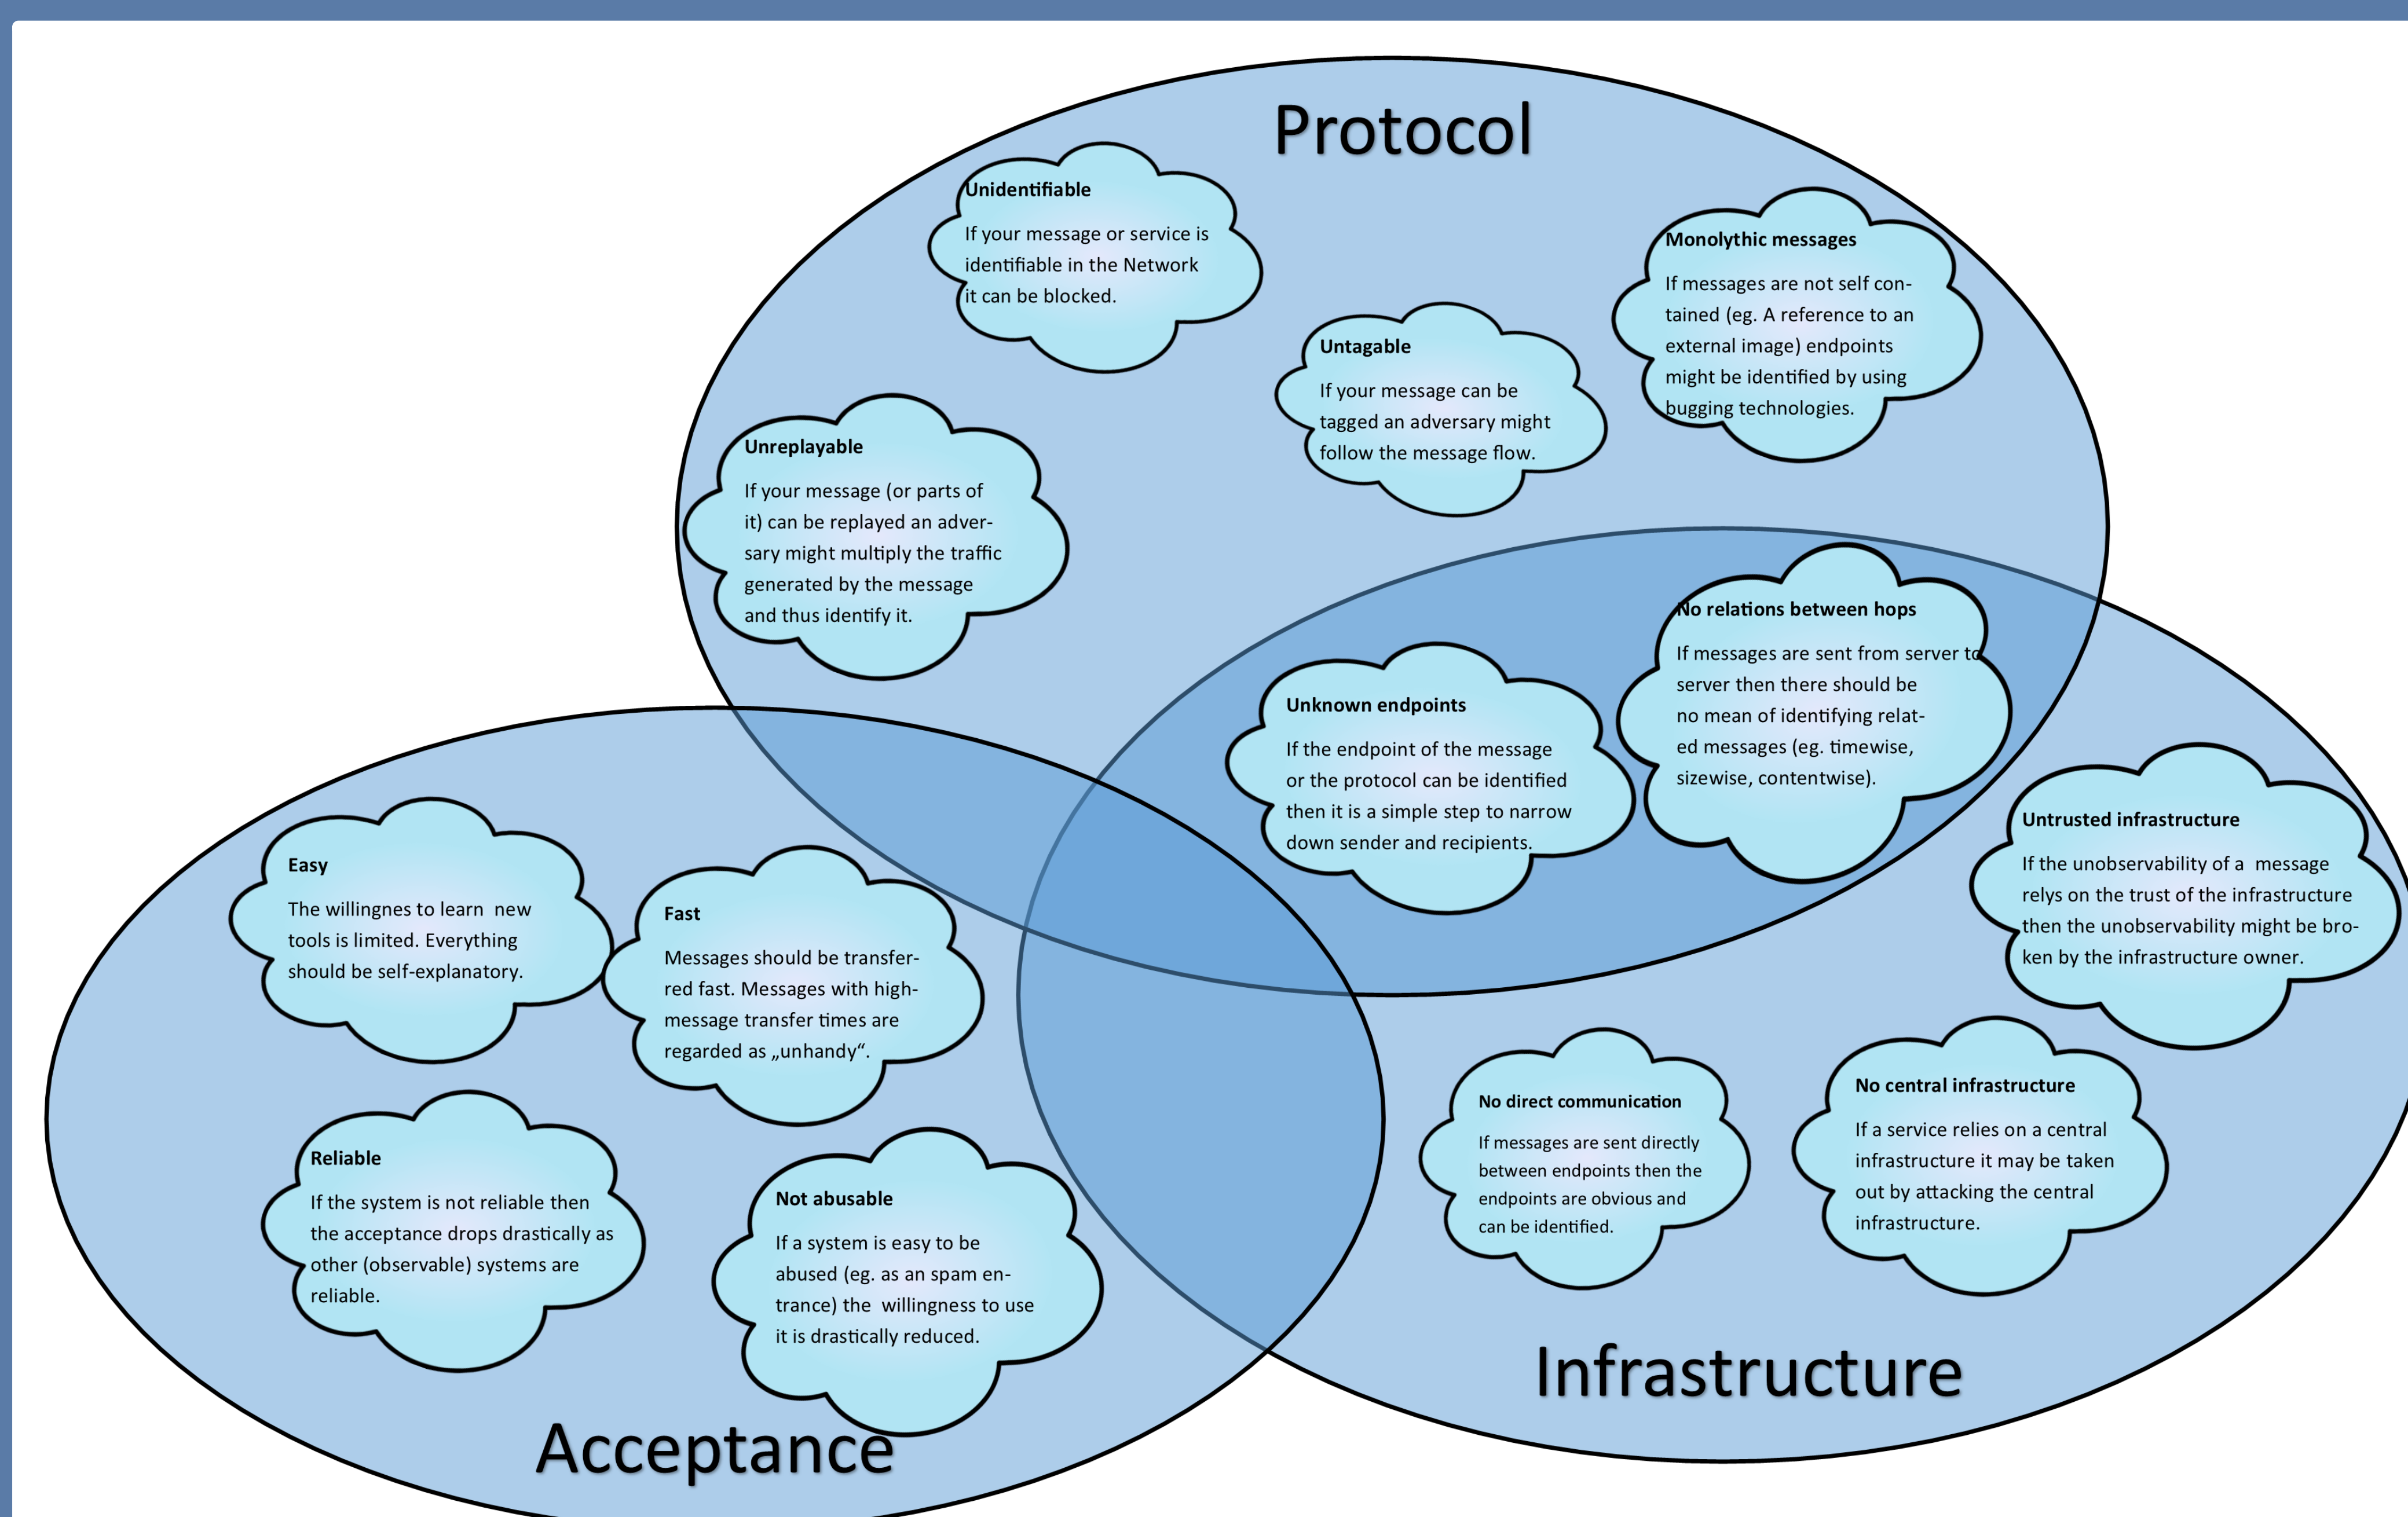 Protocol
Unidentifiable
If your message or service is
identifiable in the Network
it can be blocked.
Monolythic messages
If messages are not self con-
tained (eg. A reference to an
external image) endpoints
might be identified by using
bugging technologies.
Untagable
If your message can be
tagged an adversary might
follow the message flow.
Unreplayable
If your message (or parts of
it) can be replayed an adver-
sary might multiply the traffic
generated by the message
and thus identify it.
No relations between hops
If messages are sent from server to
server then there should be
no mean of identifying relat-
ed messages (eg. timewise,
sizewise, contentwise).
Unknown endpoints
If the endpoint of the message
or the protocol can be identified
then it is a simple step to narrow
down sender and recipients.
Untrusted infrastructure
If the unobservability of a  message
relys on the trust of the infrastructure
then the unobservability might be bro-
ken by the infrastructure owner.
Easy
The willingnes to learn  new
tools is limited. Everything
should be self-explanatory.
Fast
Messages should be transfer-
red fast. Messages with high-
message transfer times are
regarded as „unhandy“.
No direct communication
If messages are sent directly
between endpoints then the
endpoints are obvious and
can be identified.
No central infrastructure
If a service relies on a central
infrastructure it may be taken
out by attacking the central
infrastructure.
Reliable
If the system is not reliable then
the acceptance drops drastically as
other (observable) systems are
reliable.
Not abusable
If a system is easy to be
abused (eg. as an spam en-
trance) the  willingness to use
it is drastically reduced.
Infrastructure
Acceptance